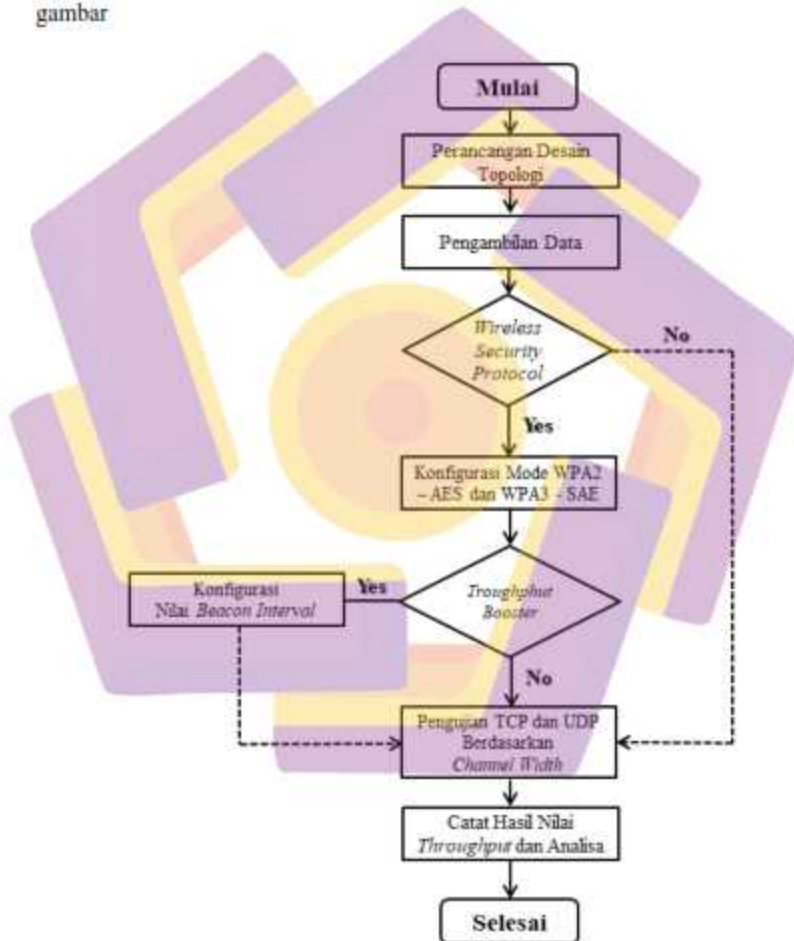 gambar
Mulai
Perancangan Desain
Topologi
Pengambilan Data
Wireless
Security
Protocol
No
Yes
Konfigurasi Mode WPA2
– AES dan WPA3 - SAE
Konfigurasi
Nilai Beacon Interval
Yes
Troughphut
Booster
No
Pengujian TCP dan UDP
Berdasarkan
Channel Width
Catat Hasil Nilai
Throughput dan Analisa
Selesai